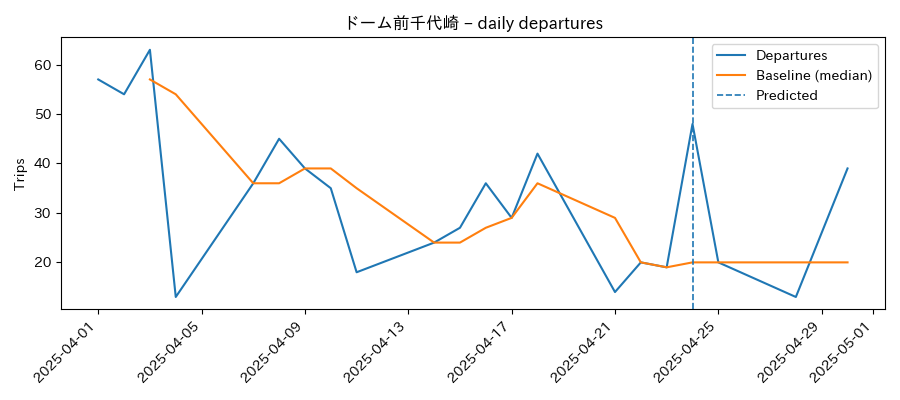 ドーム前千代崎 – daily departures
Departures
Baseline (median)
Predicted
Trips
60
50
40
30
20
2025-04-01
2025-04-05
2025-04-09
2025-04-13
2025-04-17
2025-04-21
2025-04-25
2025-04-29
2025-05-01